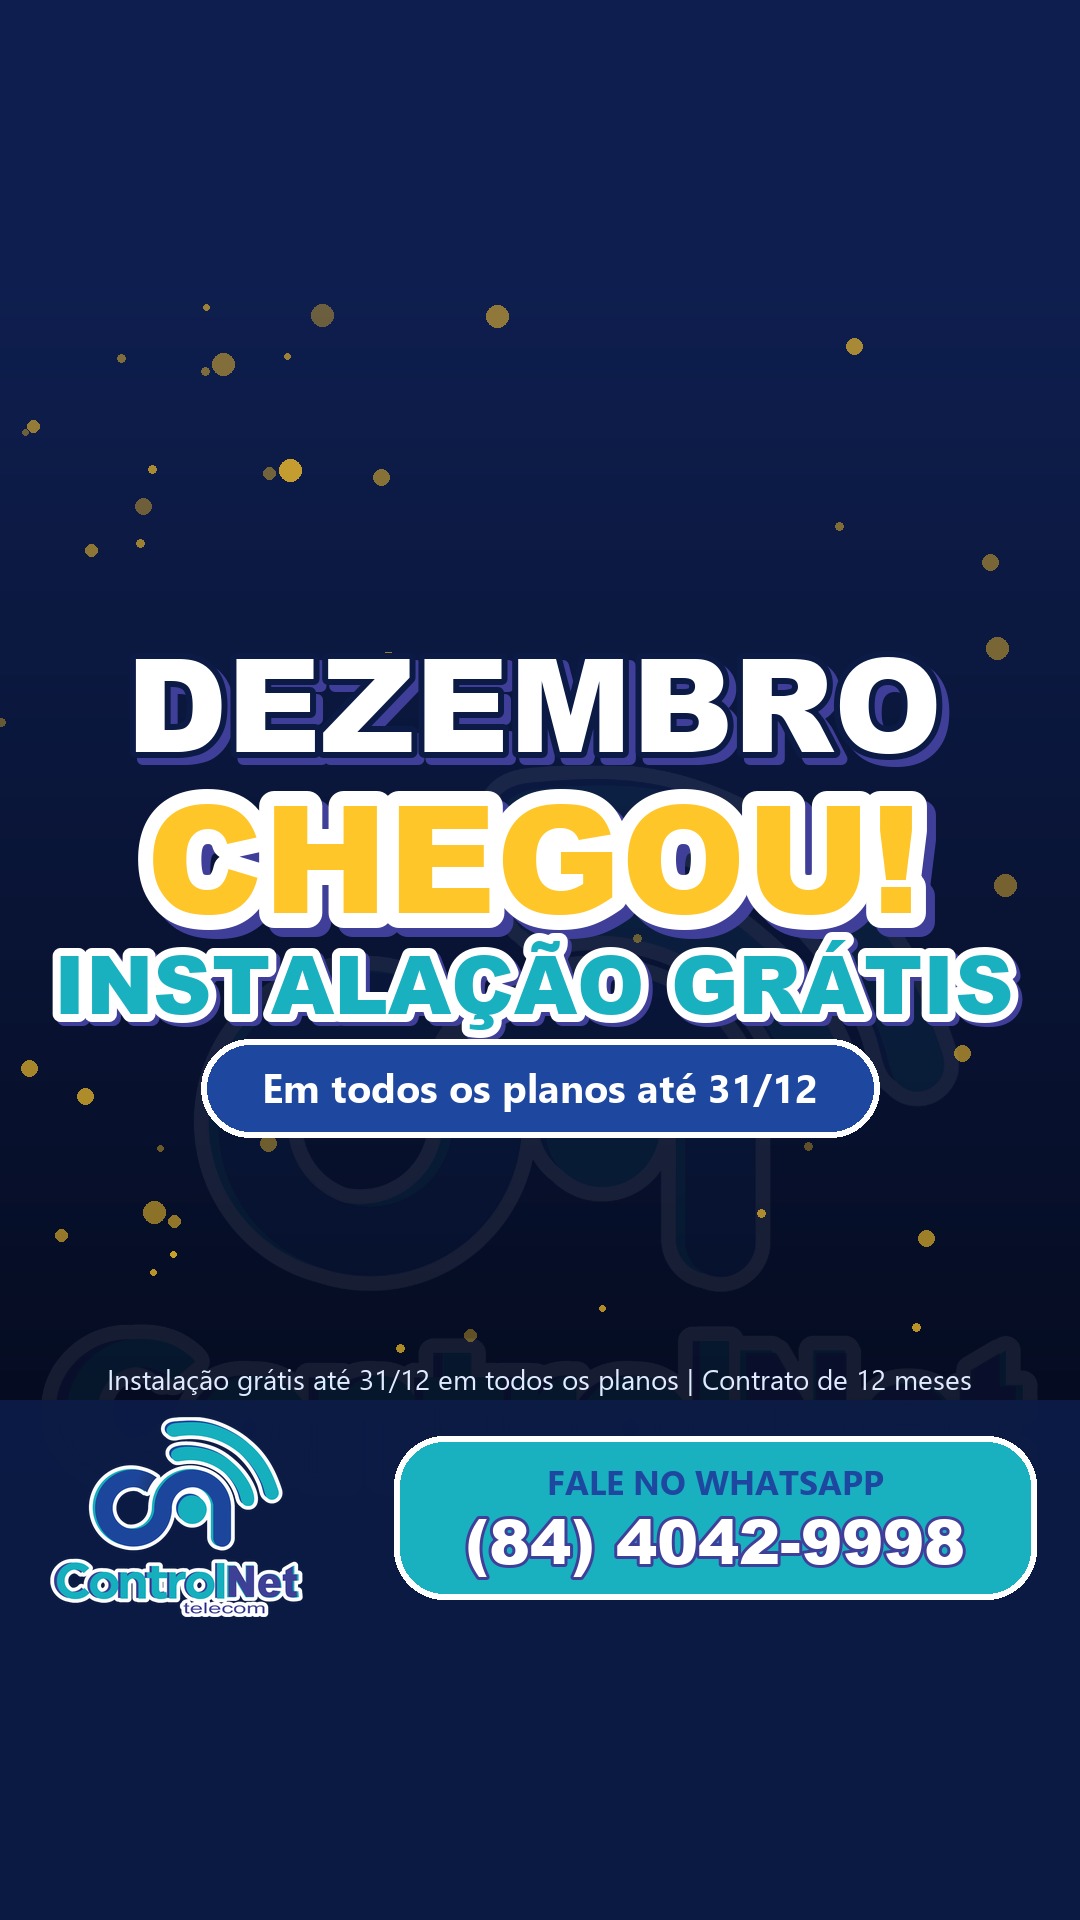 DEZEMBRO
CHEGOU!
INSTALAÇÃO GRÁTIS
Em todos os planos até 31/12
Instalação grátis até 31/12 em todos os planos | Contrato de 12 meses
ControlNet
telecom
FALE NO WHATSAPP
(84) 4042-9998